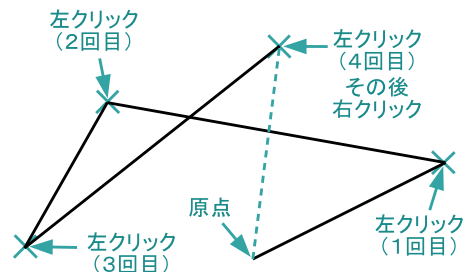 左クリック
（2回目）
左クリック
（4回目）
その後
右クリック
原点
左クリック
（1回目）
左クリック
（3回目）